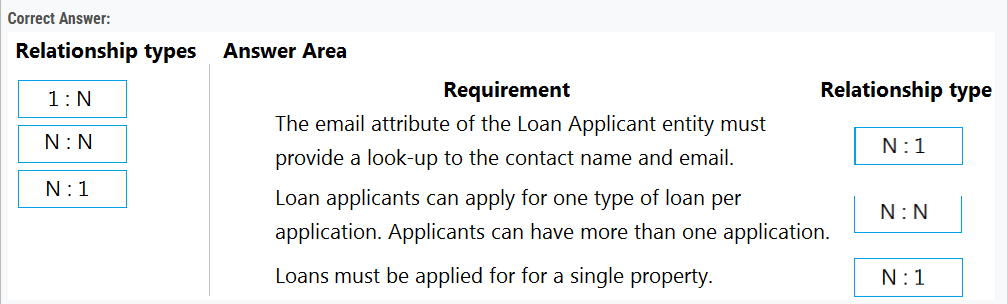 Correct Answer:
Relationship types
Answer Area
1 : N
N : N
N : 1
Requirement
Relationship type
The email attribute of the Loan Applicant entity must
provide a look-up to the contact name and email.
N : 1
Loan applicants can apply for one type of loan per
application. Applicants can have more than one application.
N : N
Loans must be applied for for a single property.
N : 1